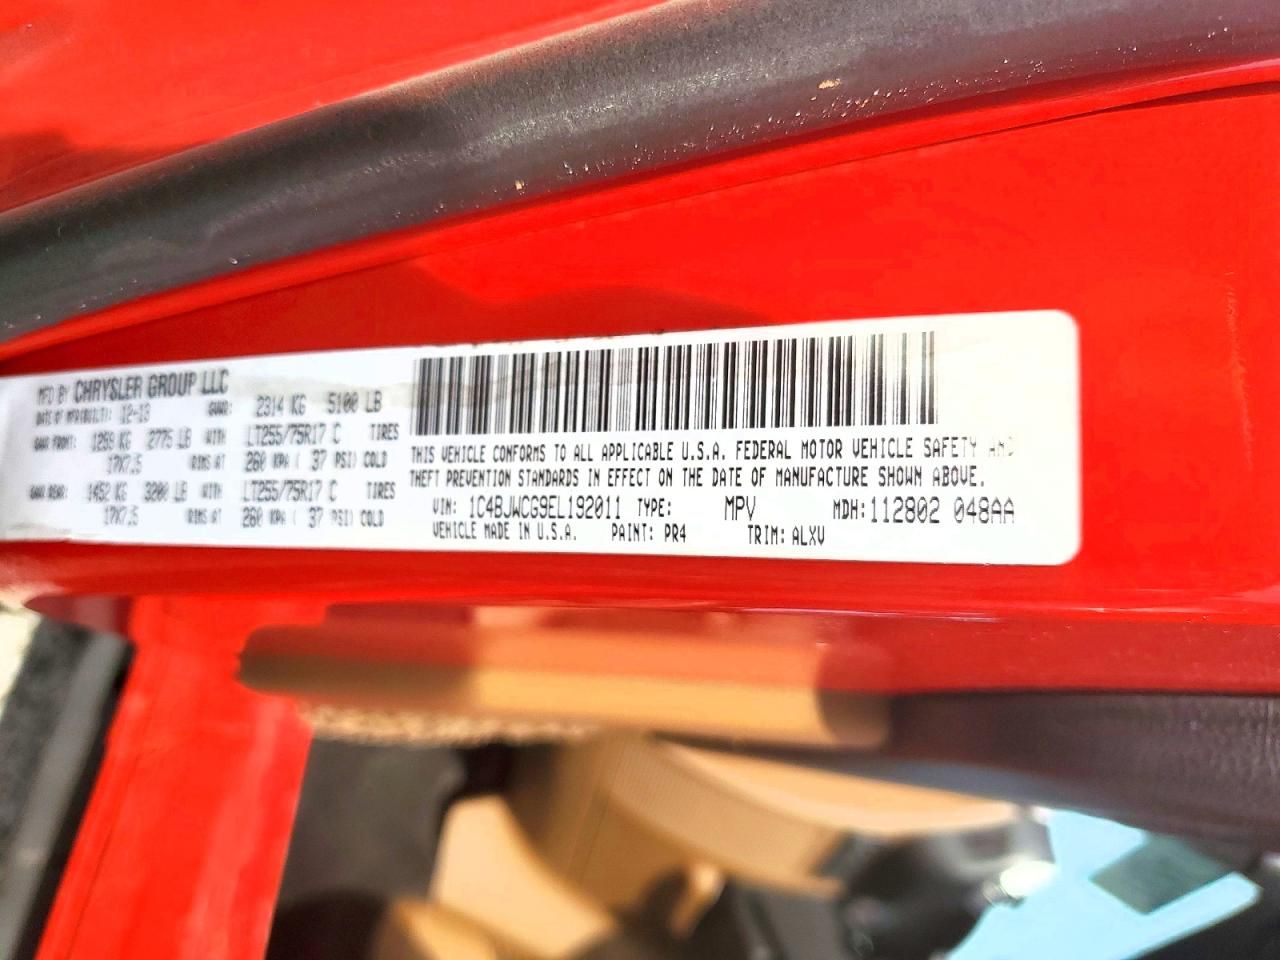 MFD BY CHRYSLER GROUP LLC
DATE OF MFR(BUILT): 12-13 GVWR: 2314 KG 5100 LB
GAWR FRONT: 1259 KG 2775 LB WITH LT255/75R17 C TIRES
17X7.5 RIMS AT 260 KPA ( 37 PSI) COLD
GAWR REAR: 1452 KG 3200 LB WITH LT255/75R17 C TIRES
17X7.5 RIMS AT 260 KPA ( 37 PSI) COLD
THIS VEHICLE CONFORMS TO ALL APPLICABLE U.S.A. FEDERAL MOTOR VEHICLE SAFETY AND
THEFT PREVENTION STANDARDS IN EFFECT ON THE DATE OF MANUFACTURE SHOWN ABOVE.
VIN: 1C4BJWCG9EL192011 TYPE: MPV MDH:112802 048AA
VEHICLE MADE IN U.S.A. PAINT: PR4 TRIM: ALXV